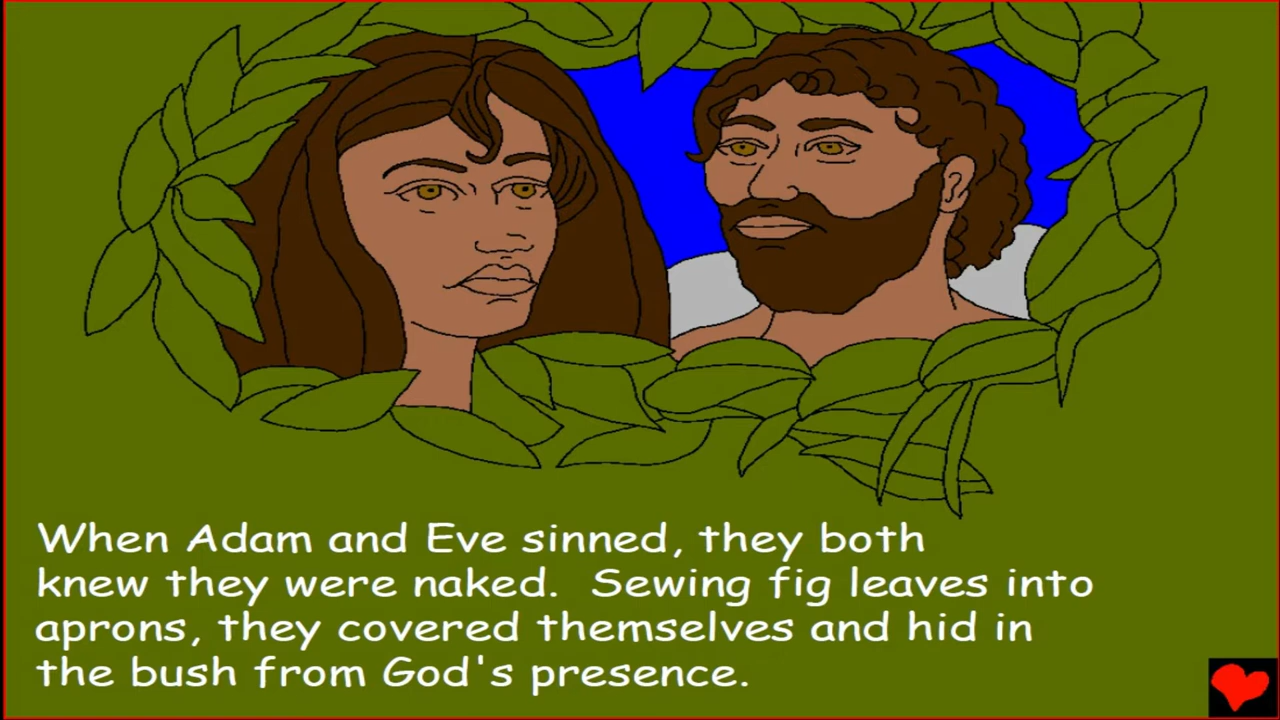 When Adam and Eve sinned, they both
knew they were naked.  Sewing fig leaves into
aprons, they covered themselves and hid in
the bush from God's presence.